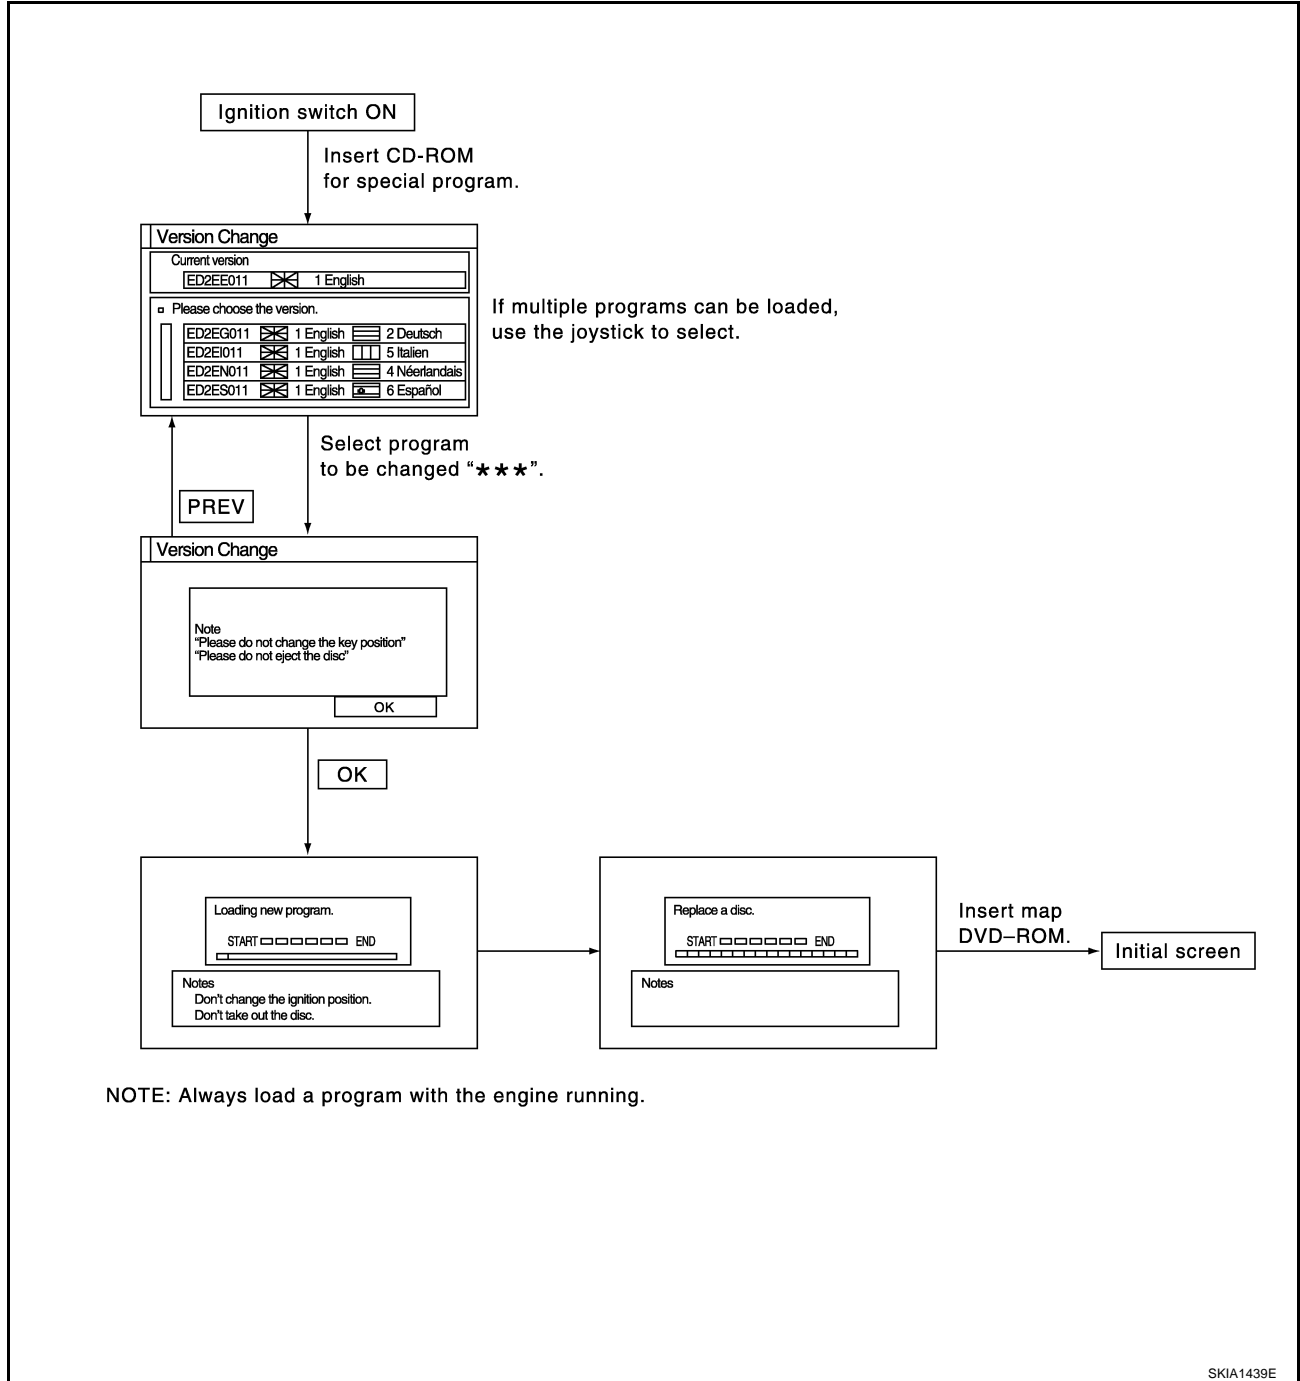 Ignition switch ON
Insert CD-ROM
for special program.
Version Change
Current version
ED2EE011 1 English
Please choose the version.
ED2EG011 1 English 2 Deutsch
ED2EI011 1 English 5 Italien
ED2EN011 1 English 4 Néerlandais
ED2ES011 1 English 6 Español
If multiple programs can be loaded,
use the joystick to select.
Select program
to be changed “***”.
PREV
Version Change
Note
“Please do not change the key position”
“Please do not eject the disc”
OK
OK
Loading new program.
START END
Notes
Don't change the ignition position.
Don't take out the disc.
Replace a disc.
START END
Notes
Insert map
DVD–ROM.
Initial screen
NOTE: Always load a program with the engine running.
SKIA1439E